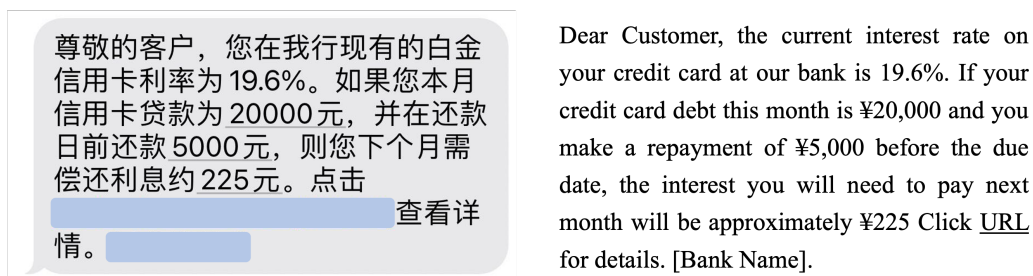 尊敬的客户，您在我行现有的白金
信用卡利率为19.6%。如果您本月
信用卡贷款为20000元，并在还款
日前还款5000元，则您下个月需
偿还利息约225元。点击
查看详
情。
Dear Customer, the current interest rate on
your credit card at our bank is 19.6%. If your
credit card debt this month is ¥20,000 and you
make a repayment of ¥5,000 before the due
date, the interest you will need to pay next
month will be approximately ¥225 Click URL
for details. [Bank Name].